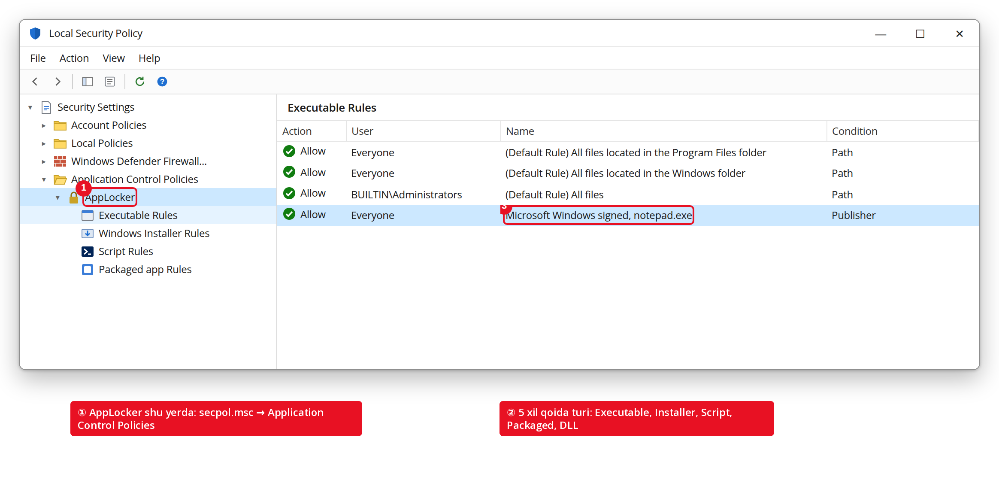 Local Security Policy
File Action View Help
?
Security Settings
Account Policies
Local Policies
Windows Defender Firewall...
Application Control Policies
1
AppLocker
Executable Rules
Windows Installer Rules
Script Rules
Packaged app Rules
Executable Rules
Action User Name Condition
Allow Everyone (Default Rule) All files located in the Program Files folder Path
Allow Everyone (Default Rule) All files located in the Windows folder Path
Allow BUILTIN\Administrators (Default Rule) All files Path
3
Allow Everyone Microsoft Windows signed, notepad.exe Publisher
① AppLocker shu yerda: secpol.msc → Application
Control Policies
② 5 xil qoida turi: Executable, Installer, Script,
Packaged, DLL